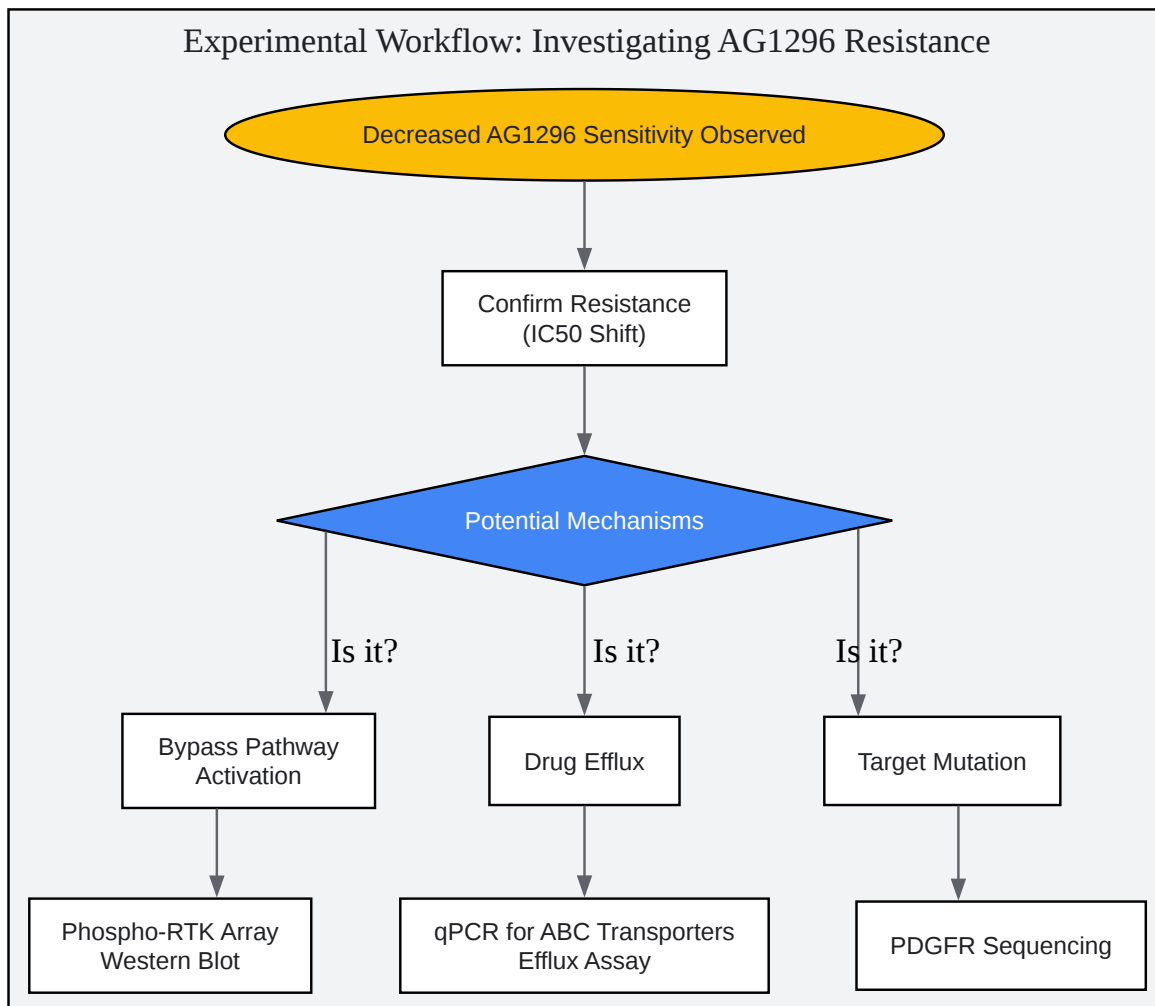 Experimental Workflow: Investigating AG1296 Resistance
Decreased AG1296 Sensitivity Observed
Confirm Resistance
(IC50 Shift)
Potential Mechanisms
Is it?
Is it?
Is it?
Bypass Pathway
Activation
Drug Efflux
Target Mutation
Phospho-RTK Array
Western Blot
qPCR for ABC Transporters
Efflux Assay
PDGFR Sequencing